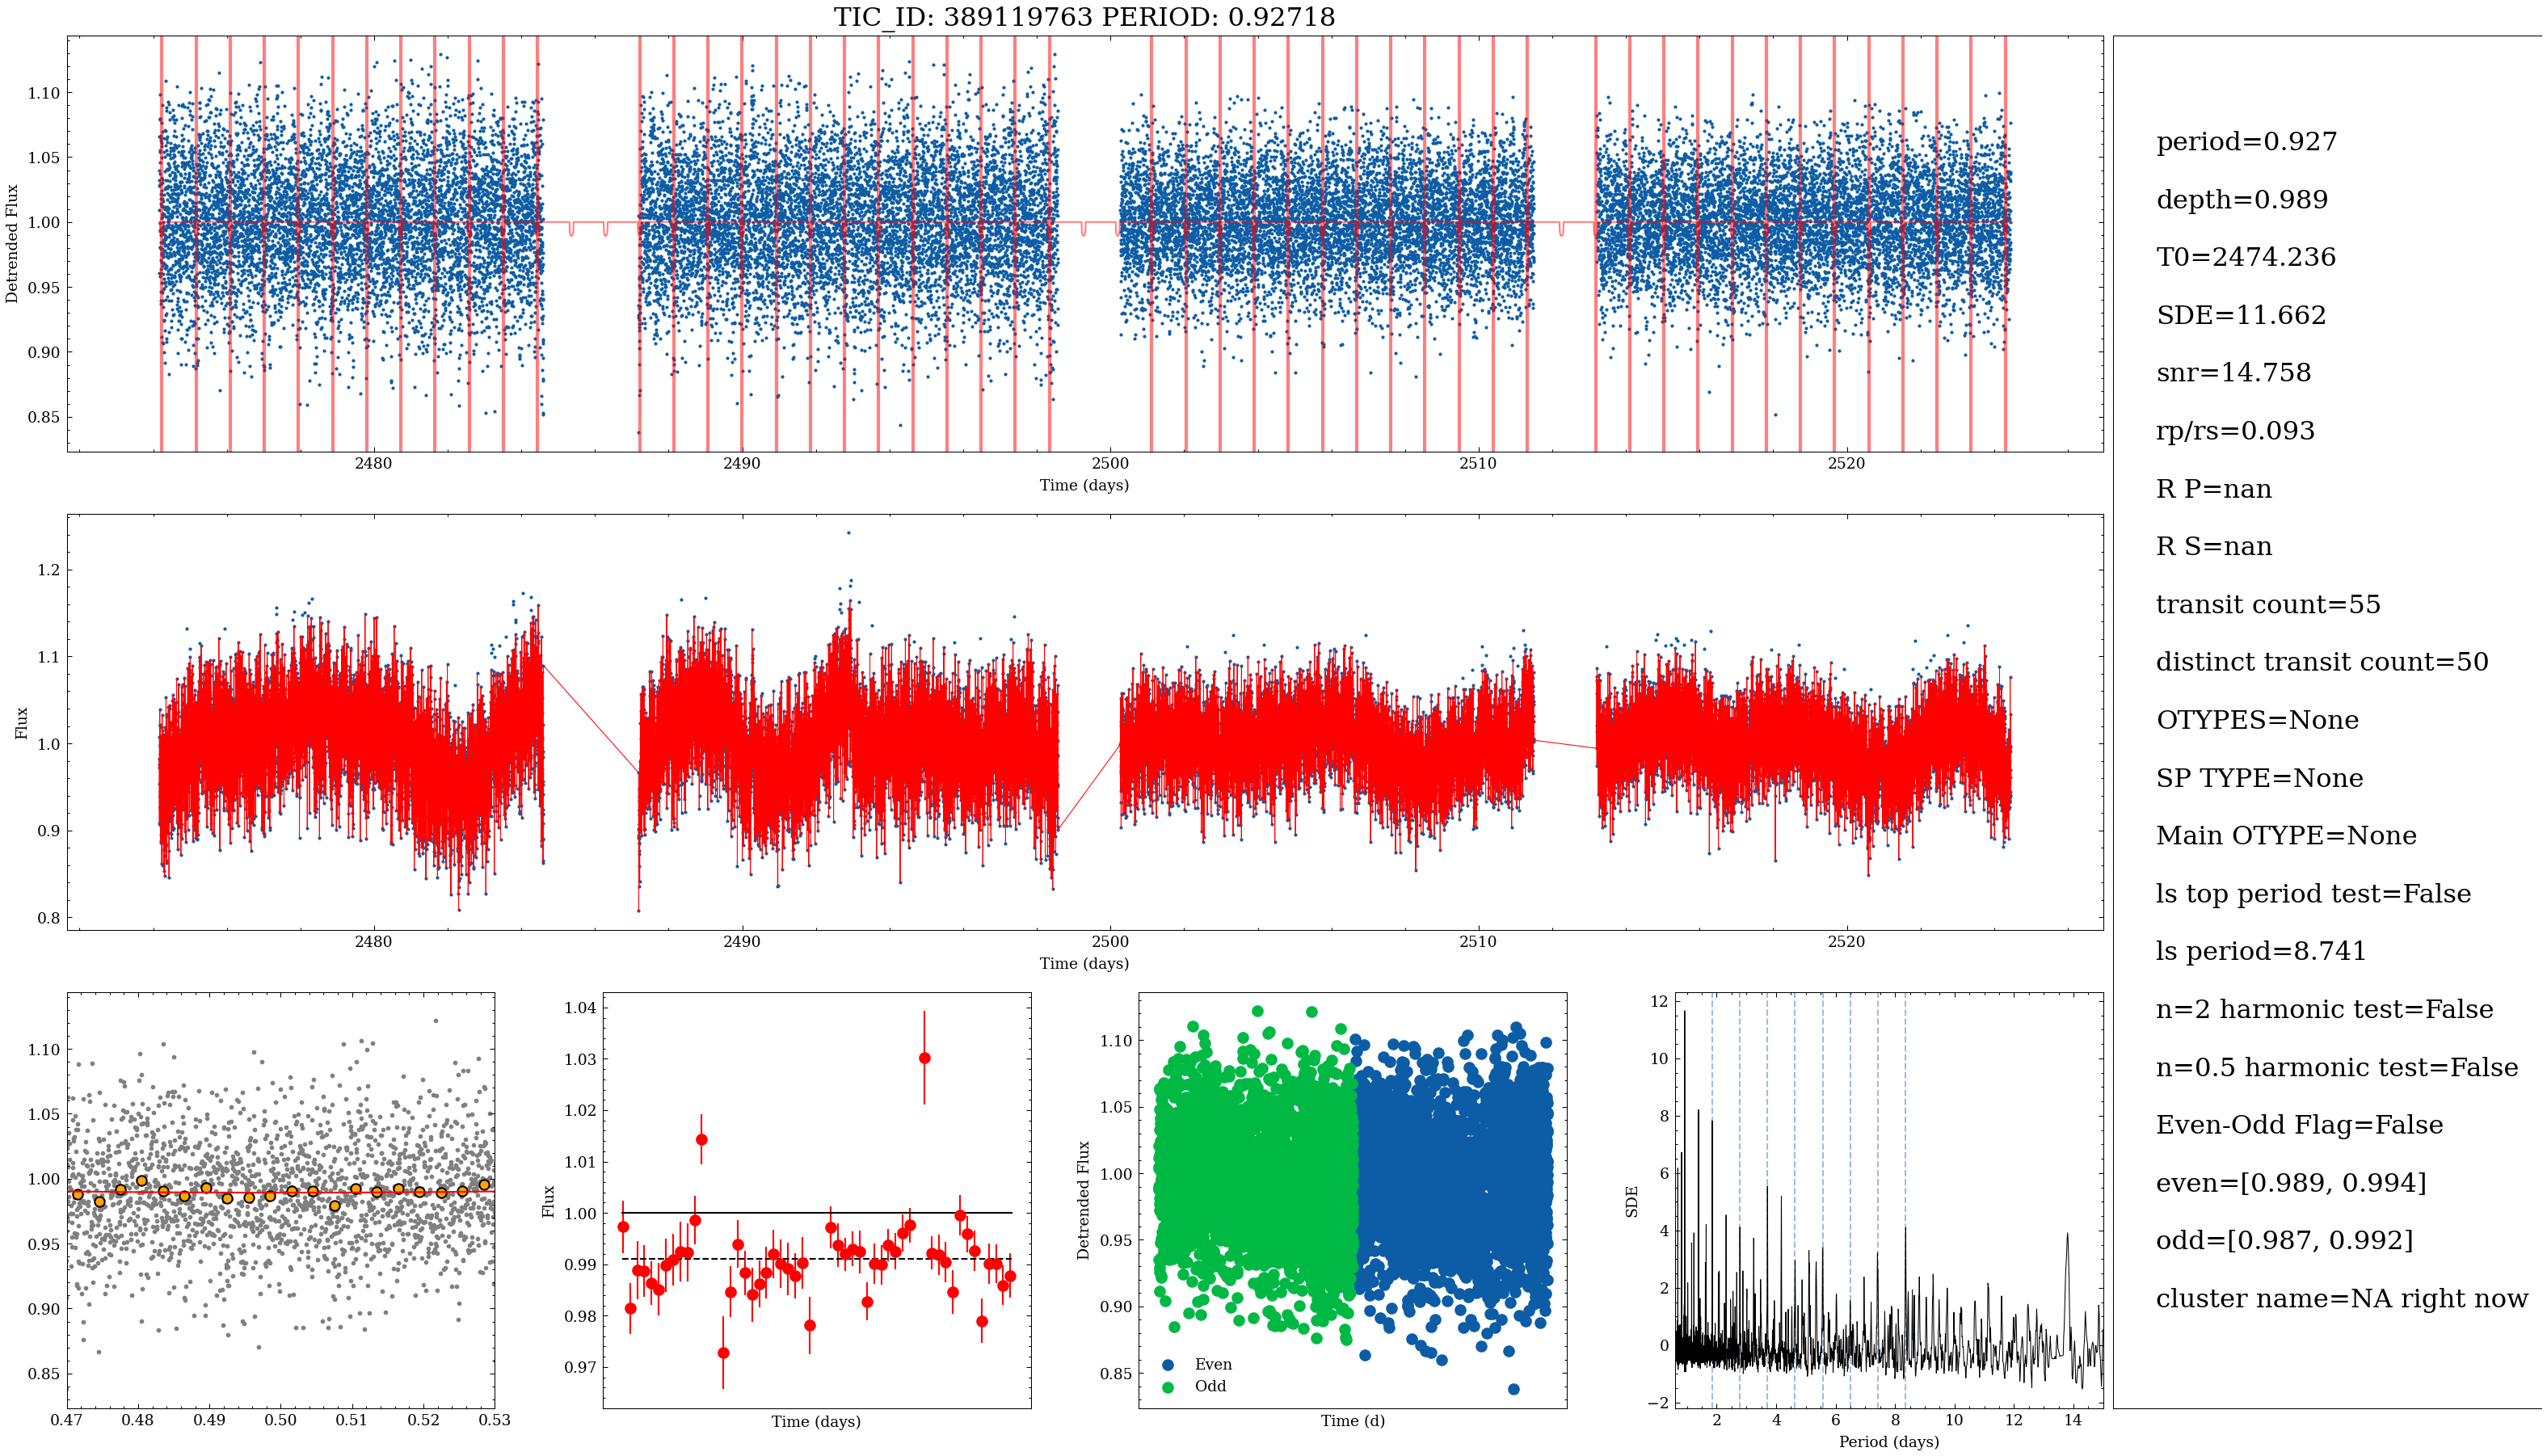 TIC_ID: 389119763 PERIOD: 0.92718
Detrended Flux
1.10
1.05
1.00
0.95
0.90
0.85
2480
2490
2500
2510
2520
Time (days)
Flux
1.2
1.1
1.0
0.9
0.8
2480
2490
2500
2510
2520
Time (days)
1.10
1.05
1.00
0.95
0.90
0.85
0.47
0.48
0.49
0.50
0.51
0.52
0.53
Flux
1.04
1.03
1.02
1.01
1.00
0.99
0.98
0.97
Time (days)
Detrended Flux
1.10
1.05
1.00
0.95
0.90
0.85
Even
Odd
Time (d)
SDE
12
10
8
6
4
2
0
−2
2
4
6
8
10
12
14
Period (days)
period=0.927
depth=0.989
T0=2474.236
SDE=11.662
snr=14.758
rp/rs=0.093
R P=nan
R S=nan
transit count=55
distinct transit count=50
OTYPES=None
SP TYPE=None
Main OTYPE=None
ls top period test=False
ls period=8.741
n=2 harmonic test=False
n=0.5 harmonic test=False
Even-Odd Flag=False
even=[0.989, 0.994]
odd=[0.987, 0.992]
cluster name=NA right now